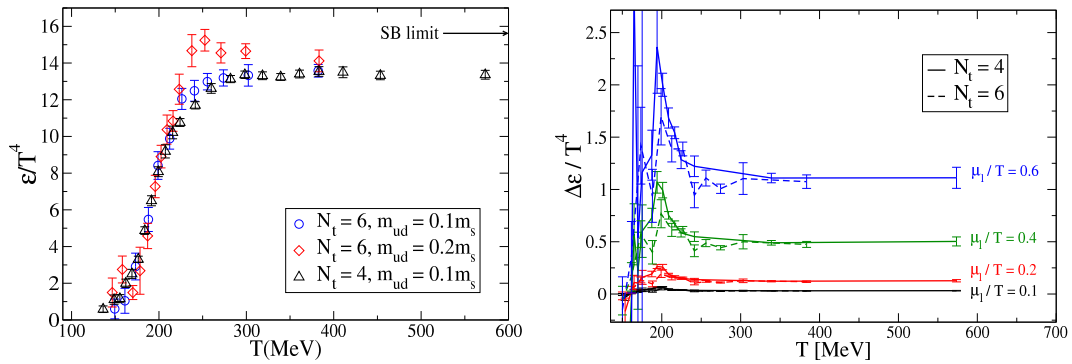 16
14
12
10
8
6
4
2
0
ε/T⁴
SB limit
N_t = 6, m_ud = 0.1m_s
N_t = 6, m_ud = 0.2m_s
N_t = 4, m_ud = 0.1m_s
100 200 300 400 500 600
T(MeV)
2.5
2
1.5
1
0.5
0
Δε / T⁴
N_t = 4
N_t = 6
μ_l / T = 0.6
μ_l / T = 0.4
μ_l / T = 0.2
μ_l / T = 0.1
200 300 400 500 600 700
T [MeV]